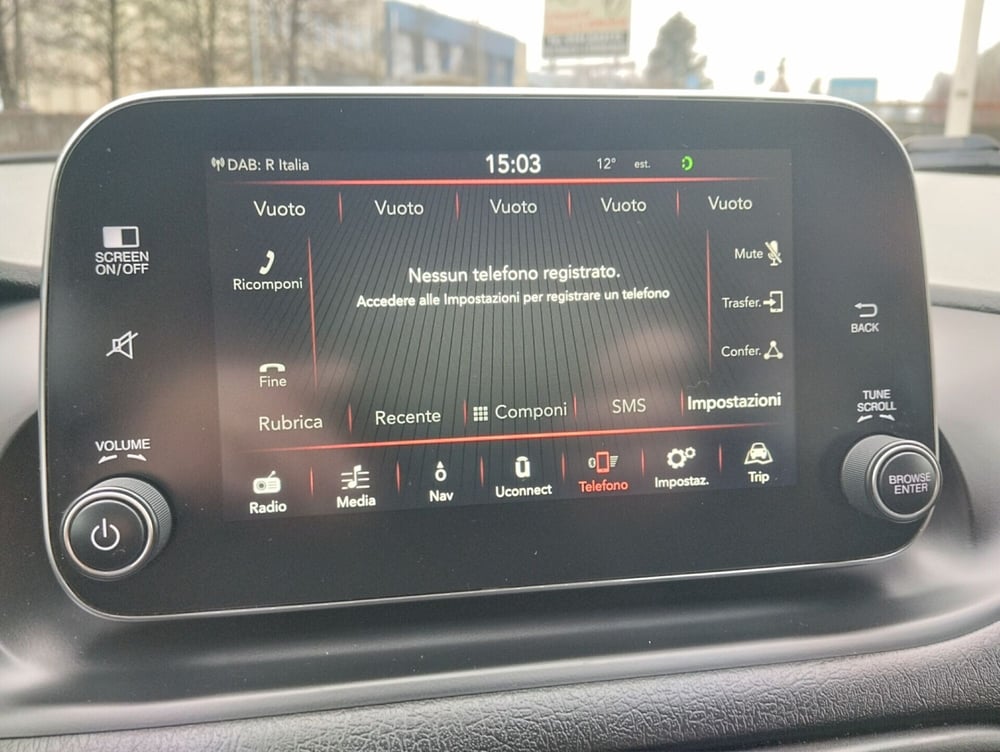 DAB: R Italia 15:03 12° est.
Vuoto Vuoto Vuoto Vuoto Vuoto
SCREEN
ON/OFF
Ricomponi
Nessun telefono registrato.
Accedere alle Impostazioni per registrare un telefono
Mute
Trasfer.
Confer.
BACK
Fine
Rubrica Recente Componi SMS Impostazioni
TUNE
SCROLL
VOLUME
Radio Media Nav Uconnect Telefono Impostaz. Trip
BROWSE
ENTER